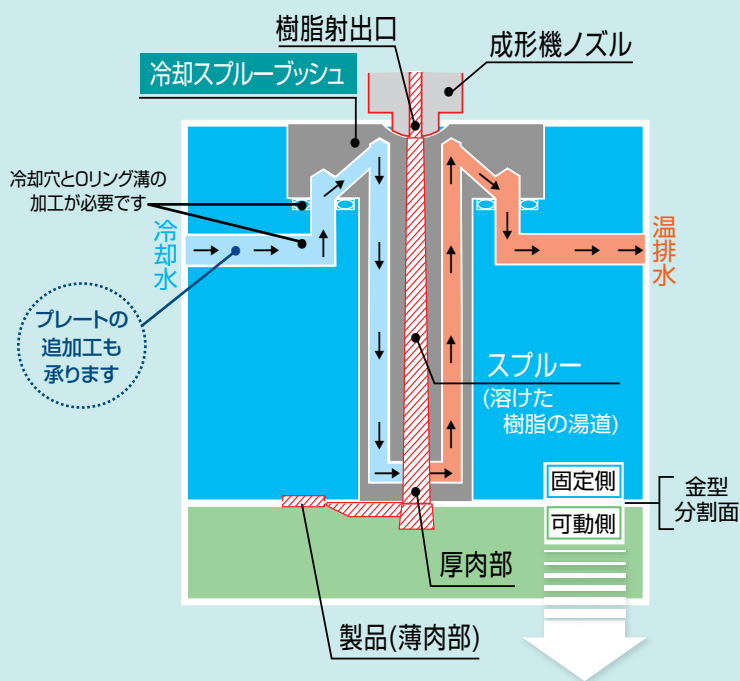 樹脂射出口
成形機ノズル
冷却スプルーブッシュ
冷却穴とOリング溝の
加工が必要です
冷却水
温排水
プレートの
追加工も
承ります
スプルー
(溶けた
樹脂の湯道)
固定側
可動側
金型
分割面
厚肉部
製品(薄肉部)